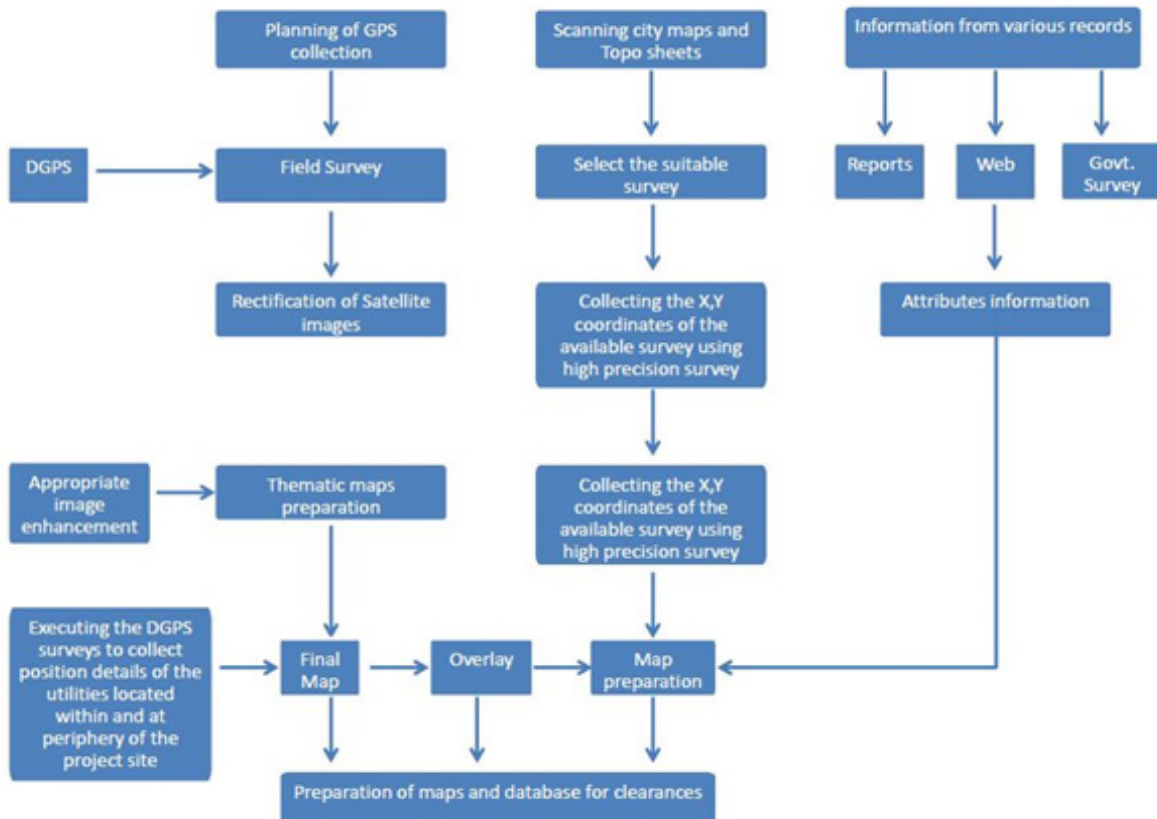 Planning of GPS
collection
Scanning city maps and
Topo sheets
Information from various records
DGPS
Field Survey
Select the suitable
survey
Reports
Web
Govt.
Survey
Rectification of Satellite
images
Collecting the X,Y
coordinates of the
available survey using
high precision survey
Attributes information
Appropriate
image
enhancement
Thematic maps
preparation
Collecting the X,Y
coordinates of the
available survey using
high precision survey
Executing the DGPS
surveys to collect
position details of the
utilities located
within and at
periphery of the
project site
Final
Map
Overlay
Map
preparation
Preparation of maps and database for clearances